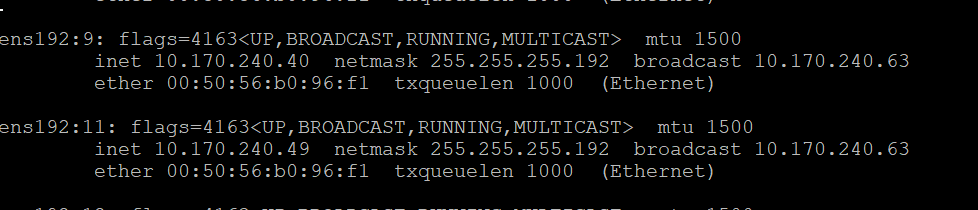 ens192:9: flags=4163<UP,BROADCAST,RUNNING,MULTICAST>  mtu 1500
        inet 10.170.240.40  netmask 255.255.255.192  broadcast 10.170.240.63
        ether 00:50:56:b0:96:f1  txqueuelen 1000  (Ethernet)
ens192:11: flags=4163<UP,BROADCAST,RUNNING,MULTICAST>  mtu 1500
        inet 10.170.240.49  netmask 255.255.255.192  broadcast 10.170.240.63
        ether 00:50:56:b0:96:f1  txqueuelen 1000  (Ethernet)